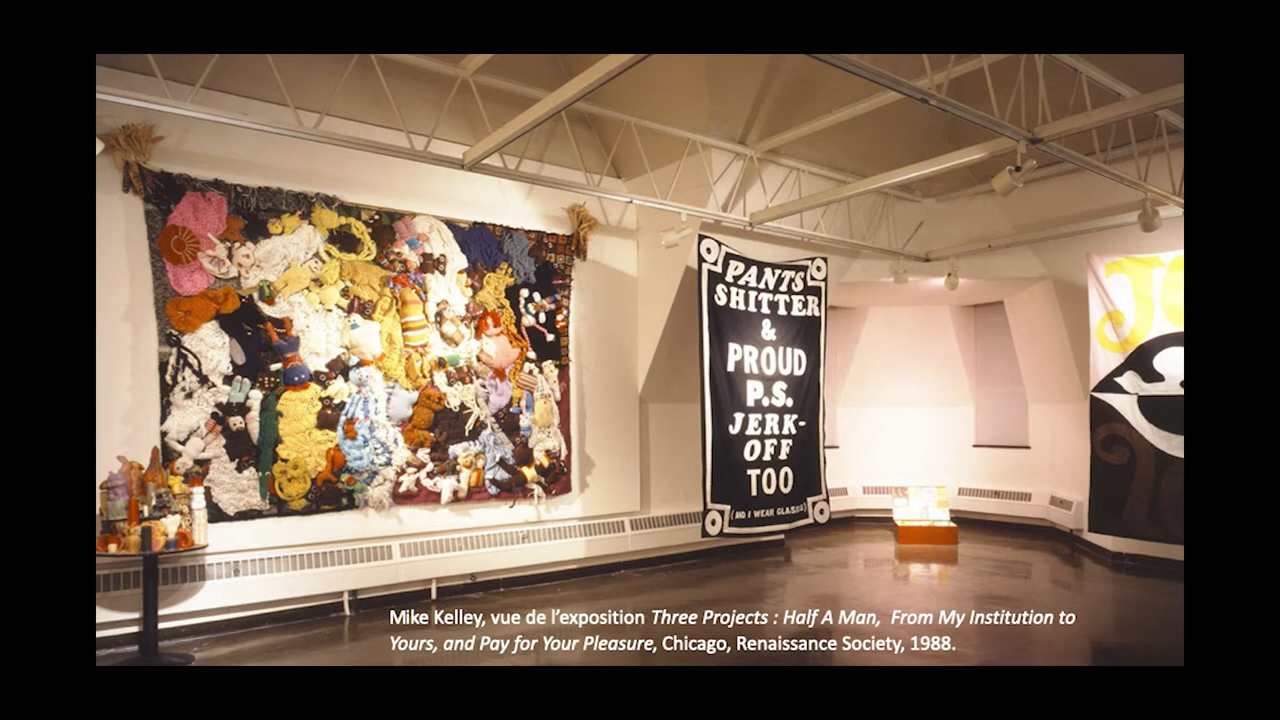 PANTS
SHITTER
&
PROUD
P.S.
JERK-
OFF
TOO
(AND I WEAR GLASSES)
Mike Kelley, vue de l’exposition Three Projects : Half A Man, From My Institution to
Yours, and Pay for Your Pleasure, Chicago, Renaissance Society, 1988.